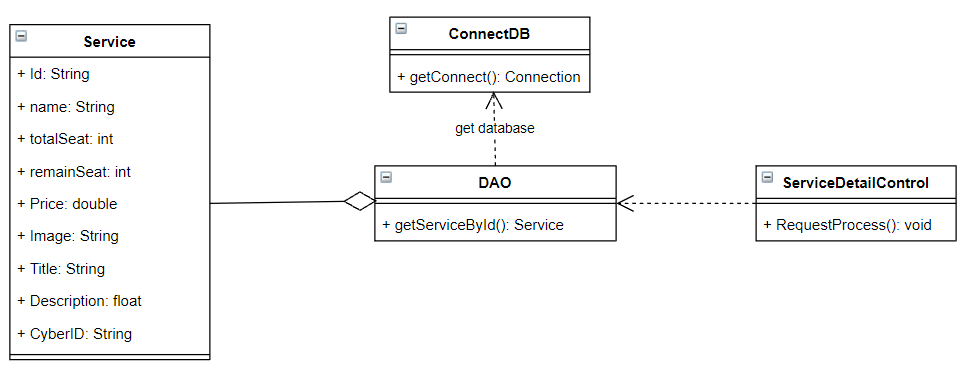 Service
+ Id: String
+ name: String
+ totalSeat: int
+ remainSeat: int
+ Price: double
+ Image: String
+ Title: String
+ Description: float
+ CyberID: String
ConnectDB
+ getConnect(): Connection
get database
DAO
+ getServiceById(): Service
ServiceDetailControl
+ RequestProcess(): void